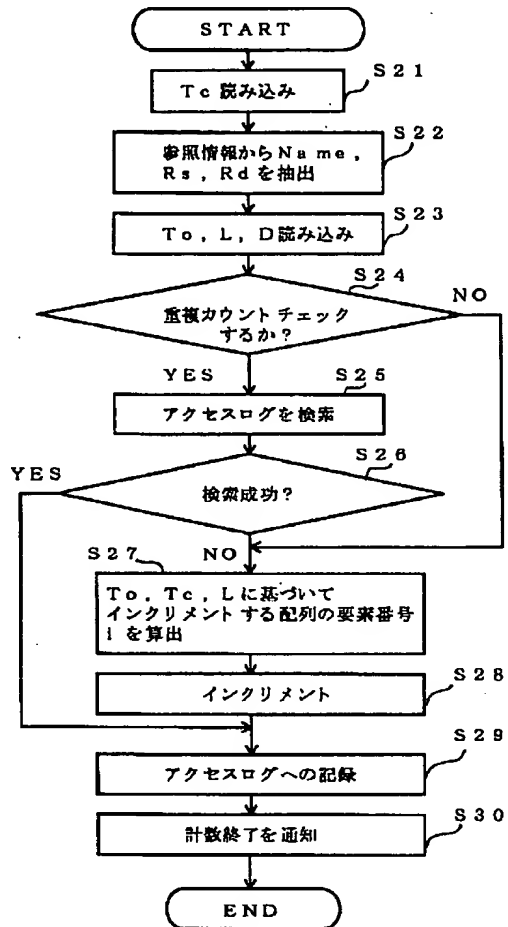 START
S21
Tc読み込み
S22
参照情報からName,
Rs, Rdを抽出
S23
To, L, D読み込み
S24
重複カウントチェック
するか?
NO
YES
S25
アクセスログを検索
S26
YES
検索成功?
S27
NO
To, Tc, Lに基づいて
インクリメントする配列の要素番号
i を算出
S28
インクリメント
S29
アクセスログへの記録
S30
計数終了を通知
END